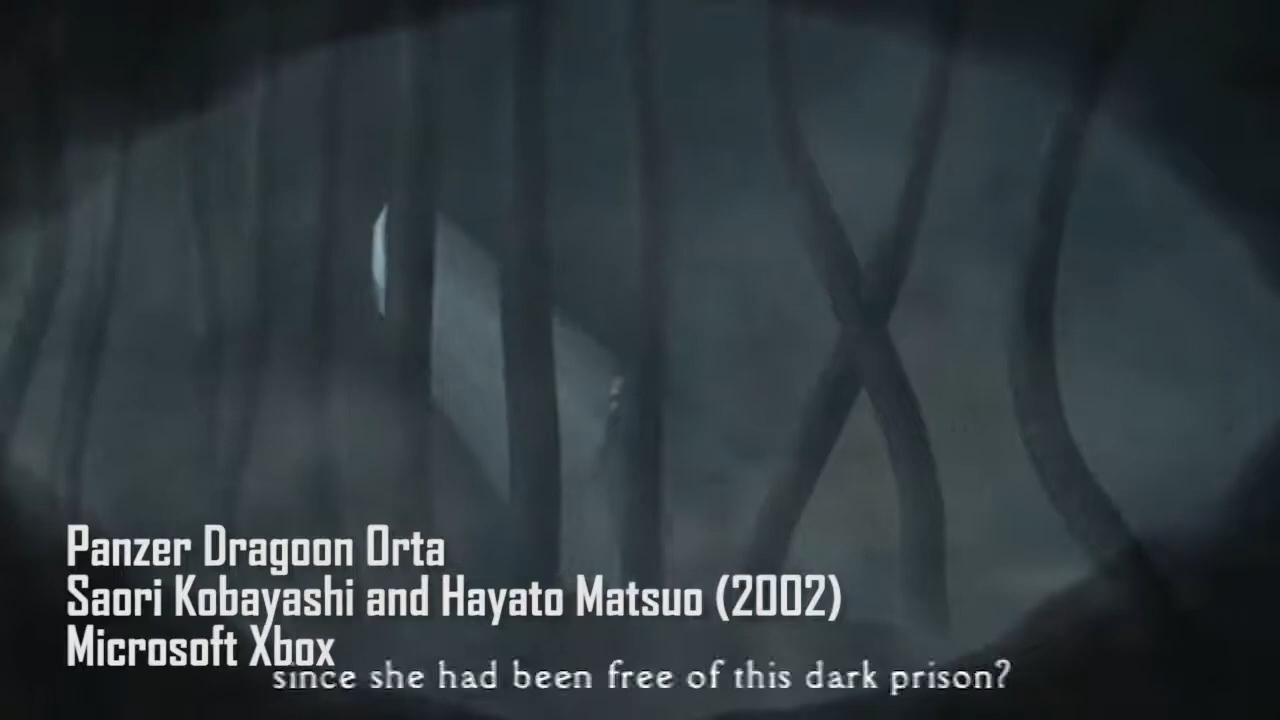 Panzer Dragoon Orta
Saori Kobayashi and Hayato Matsuo (2002)
Microsoft Xbox
since she had been free of this dark prison?